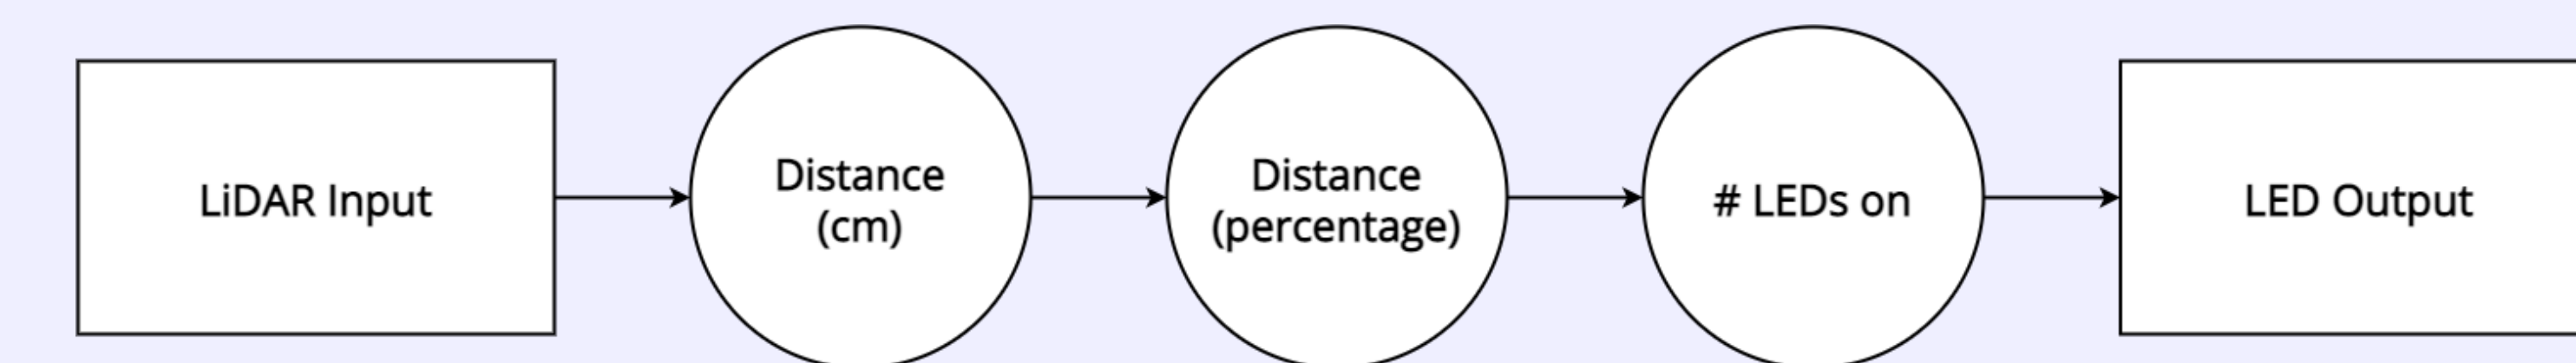 LiDAR Input
Distance
(cm)
Distance
(percentage)
# LEDs on
LED Output